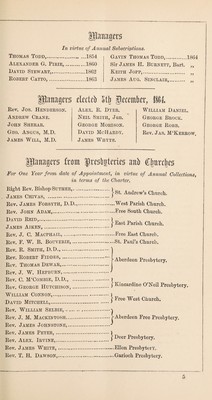 Managers
In virtue of Annual Subscriptions.
THOMAS TODD, 1854 GAVIN THOMAS TODD, 1864
ALEXANDER G. PIRIE, 1860 Sir JAMES H. BURNETT, Bart. „
DAVID STEWART, 1862 KEITH JOPP, „
ROBERT CATTO, 1863 JAMES AUG. SINCLAIR, „
Managers elected 5th December, 1864.
Rev. JOS. HENDERSON. ALEX. B. DYER. WILLIAM DANIEL.
ANDREW CRANE. NEIL SMITH, JAR. GEORGE BROCK.
JOHN SHERAR. GEORGE MORISON. GEORGE ROSE.
GEO. ANGUS, M.D. DAVID McHARDY. Rev. JAS. M'KERROW.
JAMES WILL, M.D. JAMES WHYTE.
Managers from Presbyteries and Churches
For One Year from date of Appointment, in virtue of Annual Collections,
in terms of the Charter.
Right Rev. Bishop SUTHER,
JAMES CHIVAS, St. Andrew's Church.
Rev. JAMES FORSYTH, D.D., West Parish Church.
Rev. JOHN ADAM, Free South Church.
DAVID REID,
JAMES AIKEN, East Parish Church.
Rev. J. C. MACPHAIL, Free East Church.
Rev. F. W. B. BOUVERIE, St. Paul's Church.
Rev. R. SMITH, D.D.,
Rev. ROBERT FIDDES,
Rev. THOMAS DEWAR, Aberdeen Presbytery.
Rev. J. W. HEPBURN,
Rev. C. M'COMBIE, D.D.,
Rev. GEORGE HUTCHISON, Kincardine O'Neil Presbytery.
WILLIAM CONNON,
DAVID MITCHELL, Free West Church.
Rev. WILLIAM SELBIE,
Rev. J. M. MACKINTOSH, Aberdeen Free Presbytery.
Rev. JAMES JOHNSTONE,
Rev. JAMES PETER,
Rev. ALEX. IRVINE, Deer Presbytery.
Rev. JAMES WHITE, Ellon Presbytery.
Rev. T. H. DAWSON, Garioch Presbytery.
5